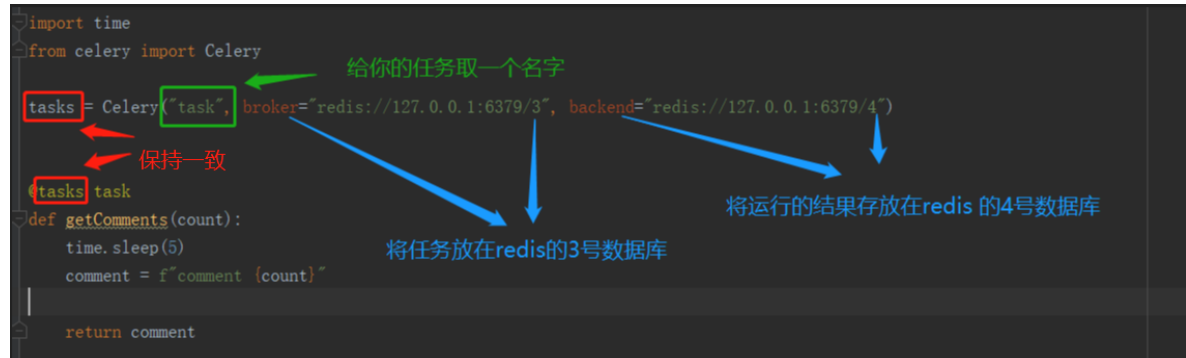 import time
from celery import Celery
给你的任务取一个名字
tasks = Celery("task", broker="redis://127.0.0.1:6379/3", backend="redis://127.0.0.1:6379/4")
保持一致
@tasks.task
def getComments(count):
将运行的结果存放在redis 的4号数据库
time.sleep(5)
将任务放在redis的3号数据库
comment = f"comment {count}"
return comment